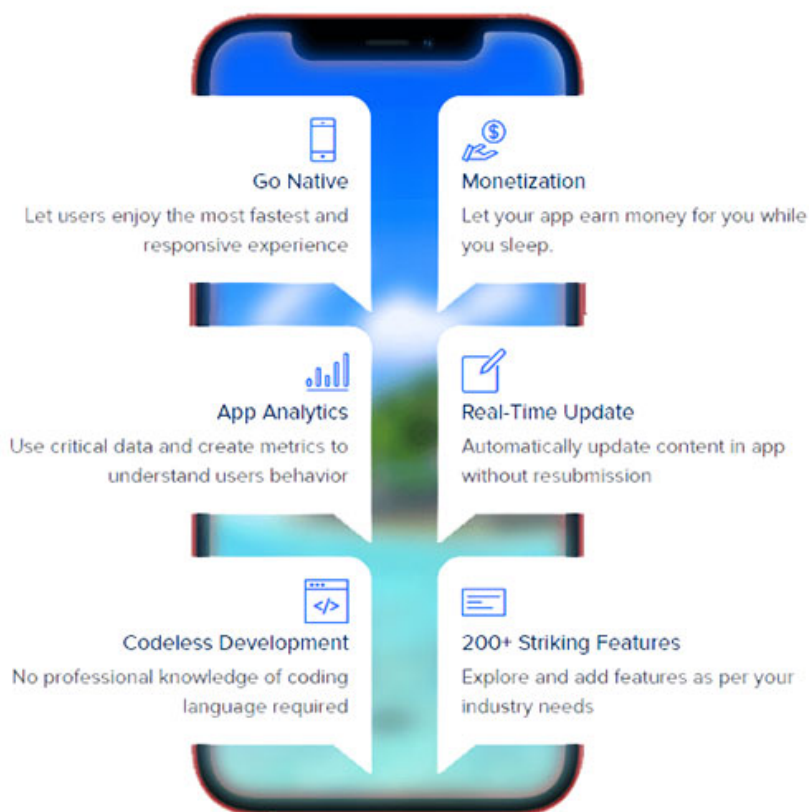 Go Native
Let users enjoy the most fastest and
responsive experience
Monetization
Let your app earn money for you while
you sleep.
App Analytics
Use critical data and create metrics to
understand users behavior
Real-Time Update
Automatically update content in app
without resubmission
Codeless Development
No professional knowledge of coding
language required
200+ Striking Features
Explore and add features as per your
industry needs